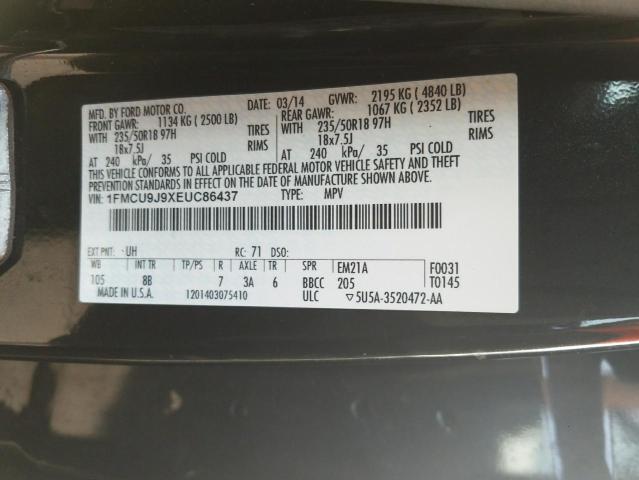 MFD. BY FORD MOTOR CO. DATE: 03/14 GVWR: 2195 KG ( 4840 LB)
FRONT GAWR: 1134 KG ( 2500 LB) REAR GAWR: 1067 KG ( 2352 LB)
WITH 235/50R18 97H TIRES WITH 235/50R18 97H TIRES
18x7.5J RIMS 18x7.5J RIMS
AT 240 kPa/ 35 PSI COLD AT 240 kPa/ 35 PSI COLD
THIS VEHICLE CONFORMS TO ALL APPLICABLE FEDERAL MOTOR VEHICLE SAFETY AND THEFT
PREVENTION STANDARDS IN EFFECT ON THE DATE OF MANUFACTURE SHOWN ABOVE.
VIN: 1FMCU9J9XEUC86437 TYPE: MPV
EXT PNT: UH RC: 71 DSO:
WB INT TR TP/PS R AXLE TR SPR EM21A F0031
105 8B 7 3A 6 BBCC 205 T0145
MADE IN U.S.A. 1201403075410 ULC ▽5U5A-3520472-AA